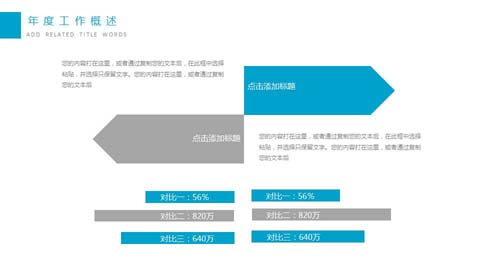 年度工作概述
ADD RELATED TITLE WORDS
您的内容打在这里，或者通过复制您的文本后，在此框中选择
粘贴，并选择只保留文字。您的内容打在这里，或者通过复制
您的文本后
点击添加标题
点击添加标题
您的内容打在这里，或者通过复制您的文本后，在此框中选择
粘贴，并选择只保留文字。您的内容打在这里，或者通过复制
您的文本后
对比一：56%
对比一：56%
对比二：820万
对比二：820万
对比三：640万
对比三：640万